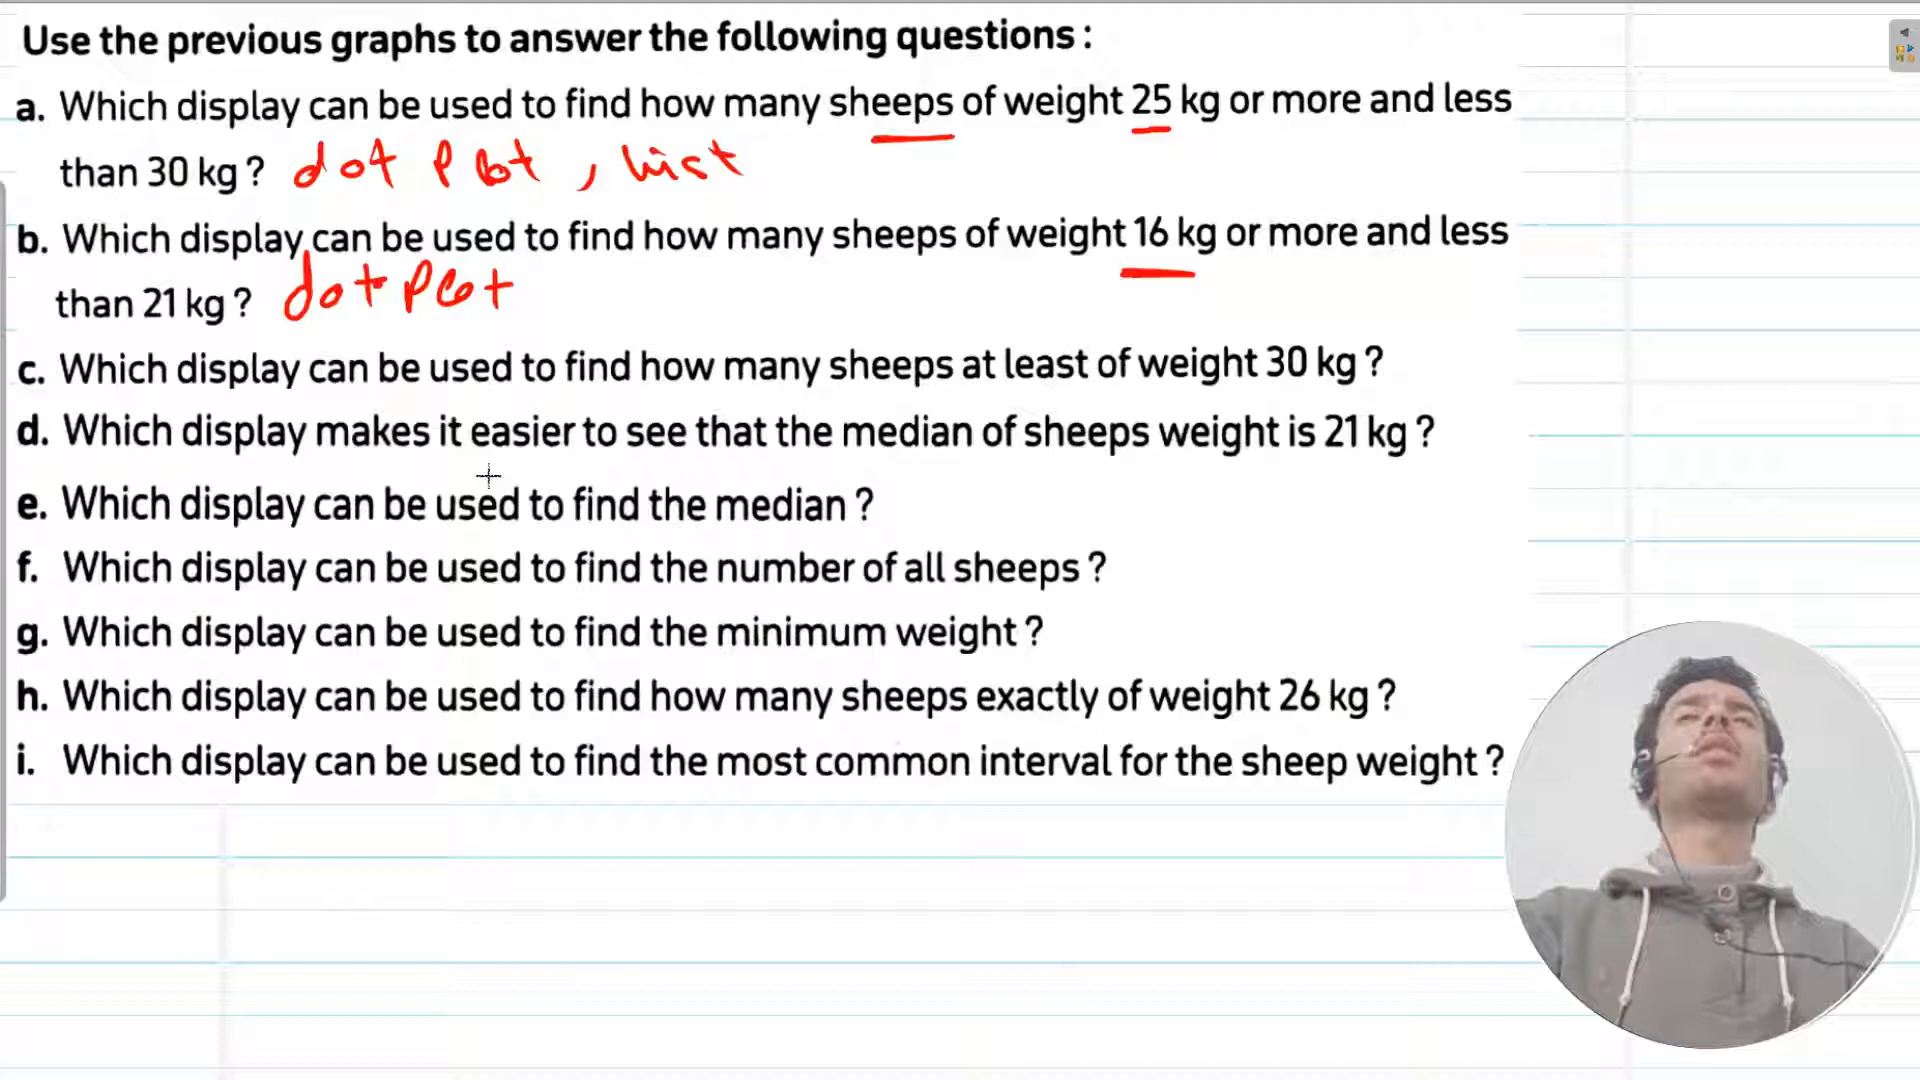 Use the previous graphs to answer the following questions :
a. Which display can be used to find how many sheeps of weight 25 kg or more and less
than 30 kg ? dot plot , hist
b. Which display can be used to find how many sheeps of weight 16 kg or more and less
than 21 kg ? dot plot
c. Which display can be used to find how many sheeps at least of weight 30 kg ?
d. Which display makes it easier to see that the median of sheeps weight is 21 kg ?
e. Which display can be used to find the median ?
f. Which display can be used to find the number of all sheeps ?
g. Which display can be used to find the minimum weight ?
h. Which display can be used to find how many sheeps exactly of weight 26 kg ?
i. Which display can be used to find the most common interval for the sheep weight ?